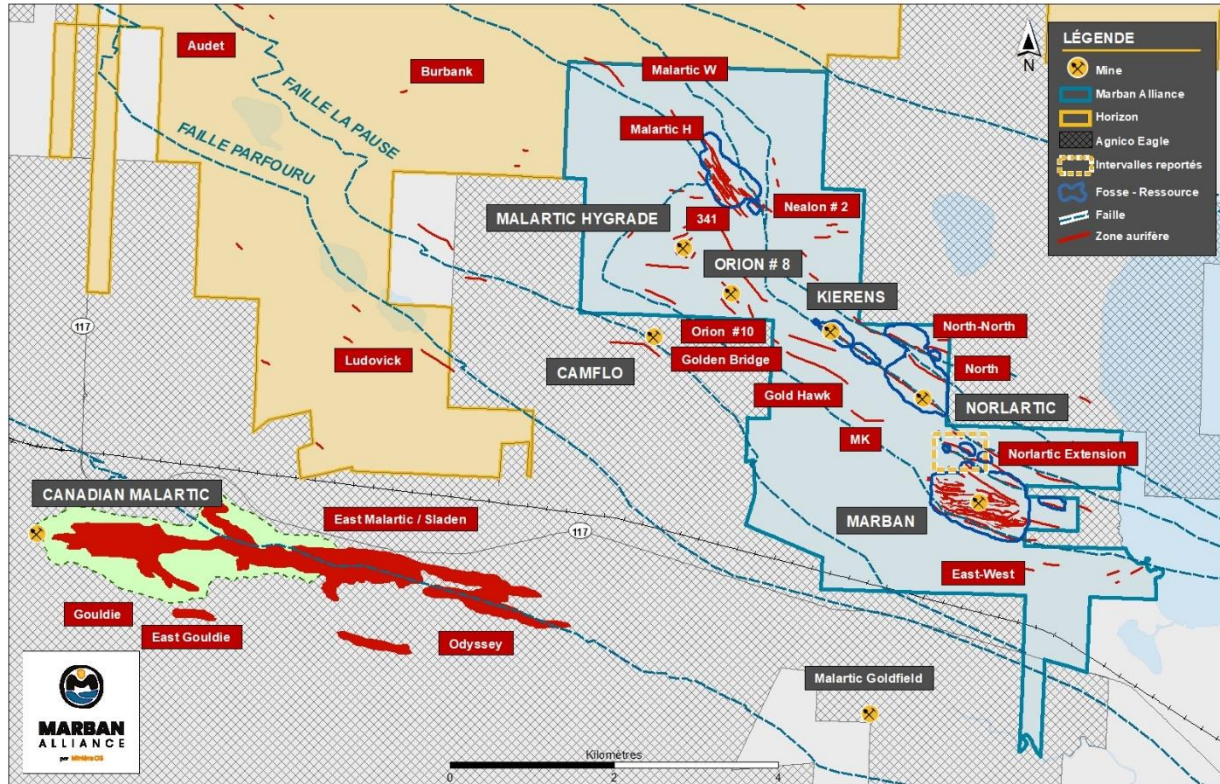 Audet
Burbank
Malartic W
Malartic H
FAILLE LA PAUSE
FAILLE PARFOURU
MALARTIC HYGRADE
341
Nealon # 2
ORION # 8
KIERENS
North-North
North
Orion #10
Golden Bridge
Ludovick
CAMFLO
Gold Hawk
NORLARTIC
MK
Norlartic Extension
MARBAN
East-West
117
117
CANADIAN MALARTIC
East Malartic / Sladen
Gouldie
East Gouldie
Odyssey
Malartic Goldfield
N
LÉGENDE
Mine
Marban Alliance
Horizon
Agnico Eagle
Intervalles reportés
Fosse - Ressource
Faille
Zone aurifère
MARBAN
ALLIANCE
par Minière O3
Kilomètres
0 2 4